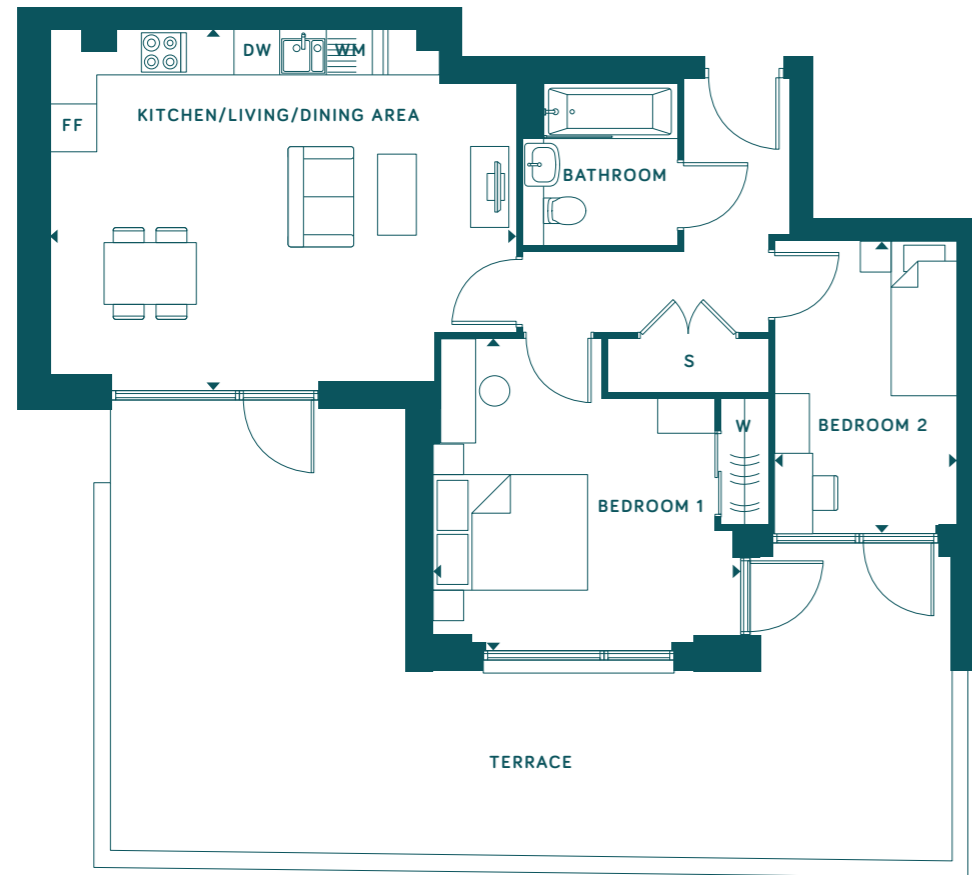 DW
WM
KITCHEN/LIVING/DINING AREA
FF
BATHROOM
S
W
BEDROOM 2
BEDROOM 1
TERRACE